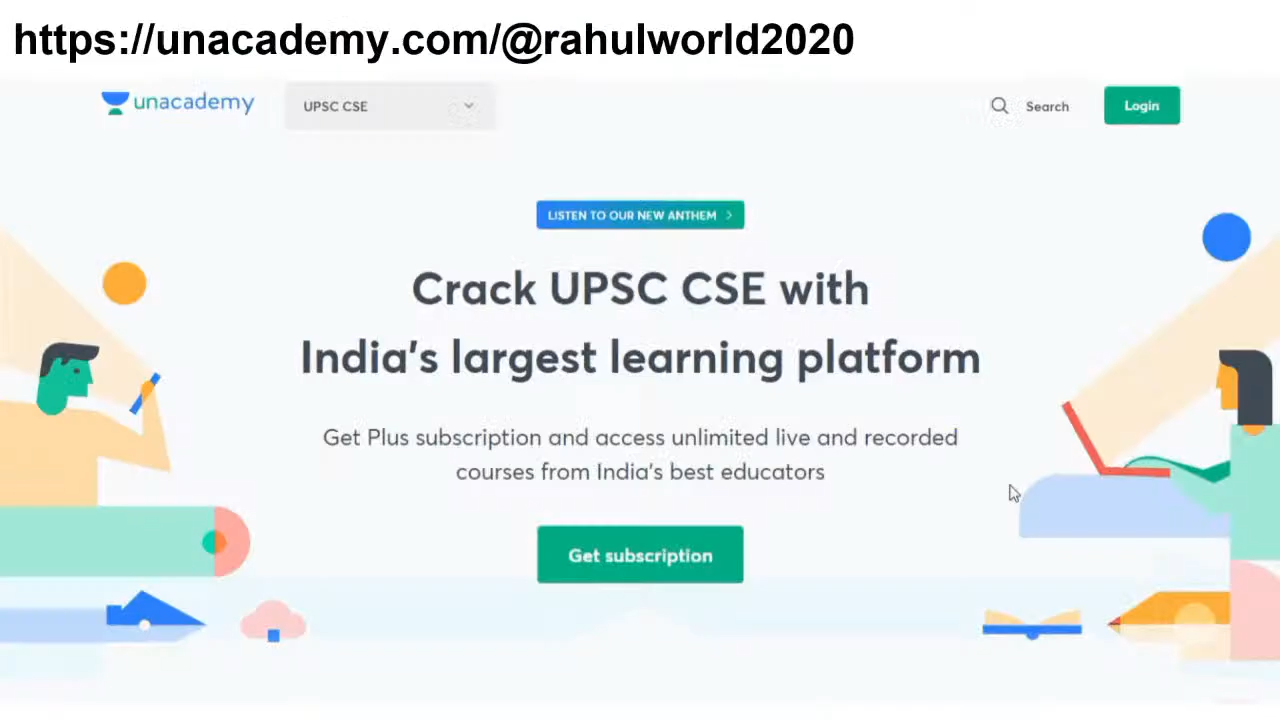 https://unacademy.com/@rahulworld2020
unacademy
UPSC CSE
Search
Login
LISTEN TO OUR NEW ANTHEM >
Crack UPSC CSE with
India's largest learning platform
Get Plus subscription and access unlimited live and recorded
courses from India's best educators
Get subscription